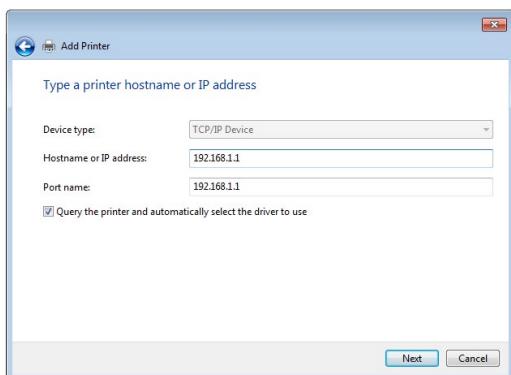 Add Printer
Type a printer hostname or IP address
Device type: TCP/IP Device
Hostname or IP address: 192.168.1.1
Port name: 192.168.1.1
Query the printer and automatically select the driver to use
Next Cancel